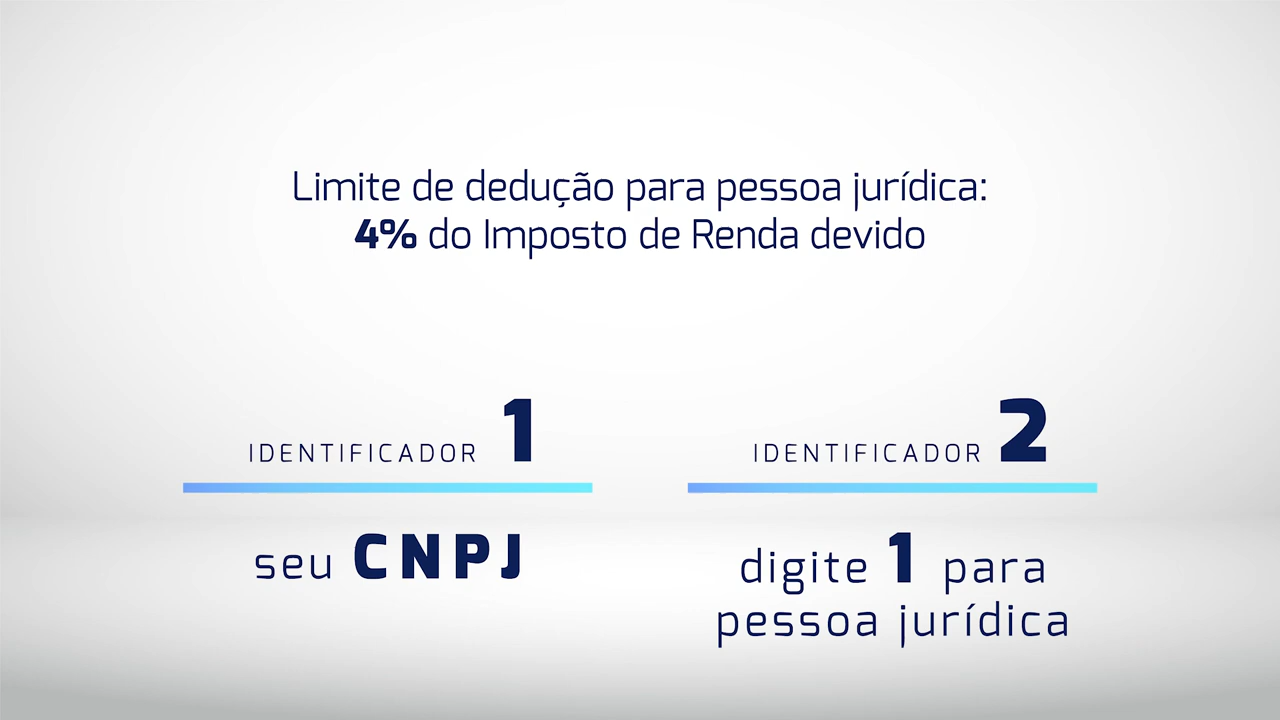 Limite de dedução para pessoa jurídica:
4% do Imposto de Renda devido
IDENTIFICADOR 1
seu CNPJ
IDENTIFICADOR 2
digite 1 para
pessoa jurídica